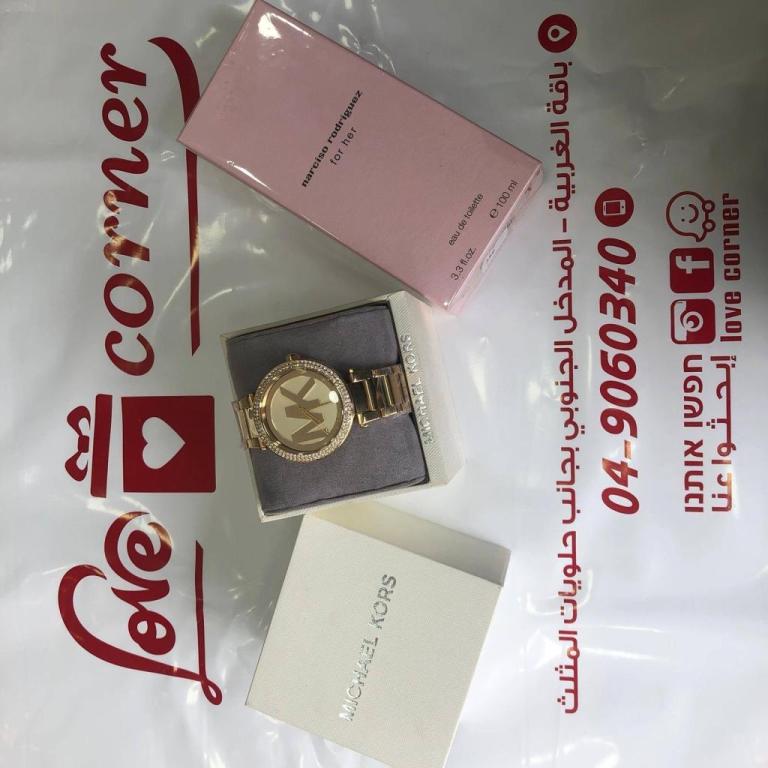 Love corner
narciso rodriguez
for her
eau de toilette
3.3 fl.oz. e 100 ml
MK
MICHAEL KORS
MICHAEL KORS
باقة الغربية - المدخل الجنوبي بجانب حلويات المثلث
04-9060340
חפשן אותנו
إبحثوا عنا
love corner